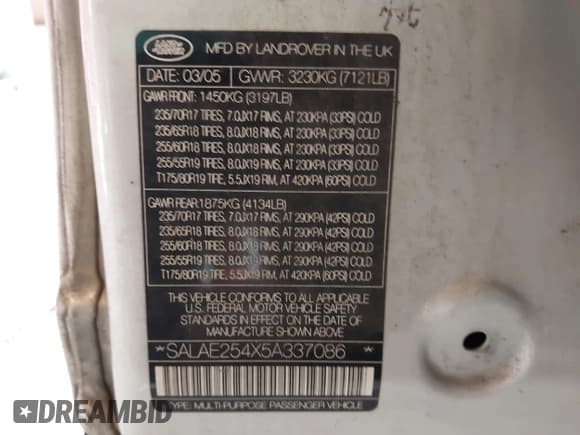 LAND ROVER
MFD BY LANDROVER IN THE UK
DATE: 03/05 GVWR: 3230KG (7121LB)
GAWR FRONT: 1450KG (3197LB)
235/70R17 TIRES, 7.0JX17 RIMS, AT 230KPA (33PSI) COLD
235/65R18 TIRES, 8.0JX18 RIMS, AT 230KPA (33PSI) COLD
255/60R18 TIRES, 8.0JX18 RIMS, AT 230KPA (33PSI) COLD
255/55R19 TIRES, 8.0JX19 RIMS, AT 230KPA (33PSI) COLD
T175/80R19 TIRE, 5.5JX19 RIM, AT 420KPA (60PSI) COLD
GAWR REAR:1875KG (4134LB)
235/70R17 TIRES, 7.0JX17 RIMS, AT 290KPA (42PSI) COLD
235/65R18 TIRES, 8.0JX18 RIMS, AT 290KPA (42PSI) COLD
255/60R18 TIRES, 8.0JX18 RIMS, AT 290KPA (42PSI) COLD
255/55R19 TIRES, 8.0JX19 RIMS, AT 290KPA (42PSI) COLD
T175/80R19 TIRE, 5.5JX19 RIM, AT 420KPA (60PSI) COLD
THIS VEHICLE CONFORMS TO ALL APPLICABLE
U.S. FEDERAL MOTOR VEHICLE SAFETY
STANDARDS IN EFFECT ON THE DATE OF
MANUFACTURE SHOWN ABOVE.
*SALAE254X5A337086 *
TYPE: MULTI-PURPOSE PASSENGER VEHICLE
DREAMBID